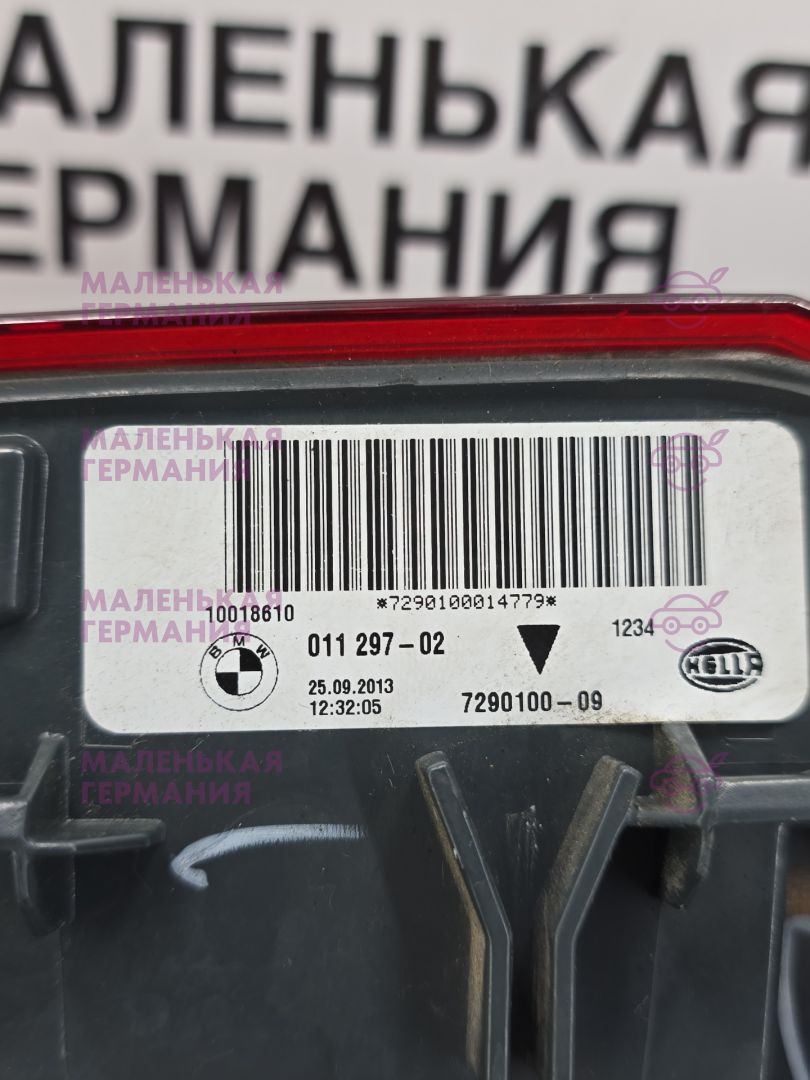 МАЛЕНЬКАЯ
ГЕРМАНИЯ
МАЛЕНЬКАЯ
ГЕРМАНИЯ
МАЛЕНЬКАЯ
ГЕРМАНИЯ
10018610
*7290100014779*
МАЛЕНЬКАЯ
ГЕРМАНИЯ
BMW
011 297-02
1234
HELLA
25.09.2013
12:32:05
7290100-09
МАЛЕНЬКАЯ
ГЕРМАНИЯ